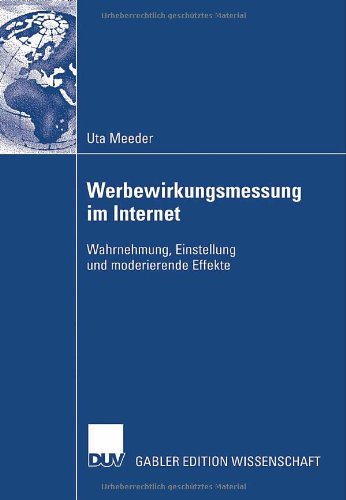 Urheberrechtlich geschütztes Material
Uta Meeder
Werbewirkungsmessung
im Internet
Wahrnehmung, Einstellung
und moderierende Effekte
DUV
GABLER EDITION WISSENSCHAFT
Urheberrechtlich geschütztes Material